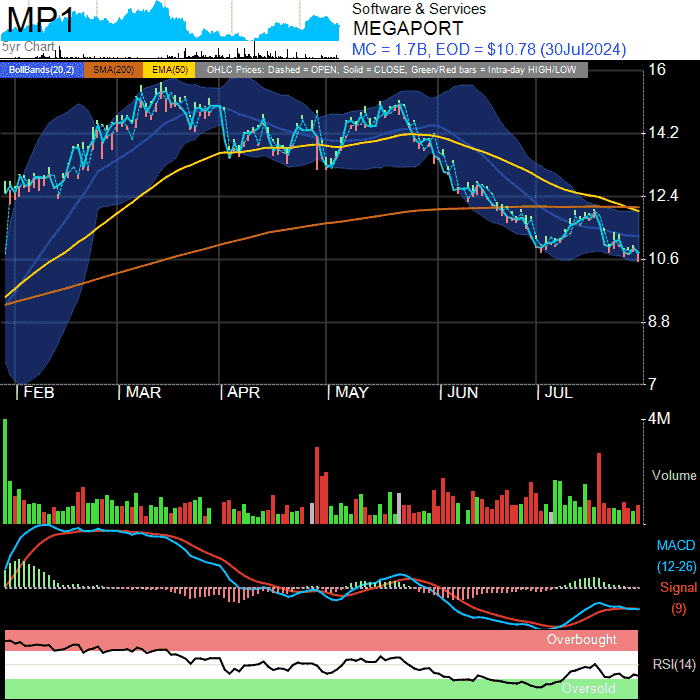 MP1
5yr Chart
Software & Services
MEGAPORT
MC = 1.7B, EOD = $10.78 (30Jul2024)
BollBands(20,2) SMA(200) EMA(50) OHLC Prices: Dashed = OPEN, Solid = CLOSE, Green/Red bars = Intra-day HIGH/LOW
16
14.2
12.4
10.6
8.8
7
FEB MAR APR MAY JUN JUL
4M
Volume
MACD
(12-26)
Signal
(9)
Overbought
RSI(14)
Oversold